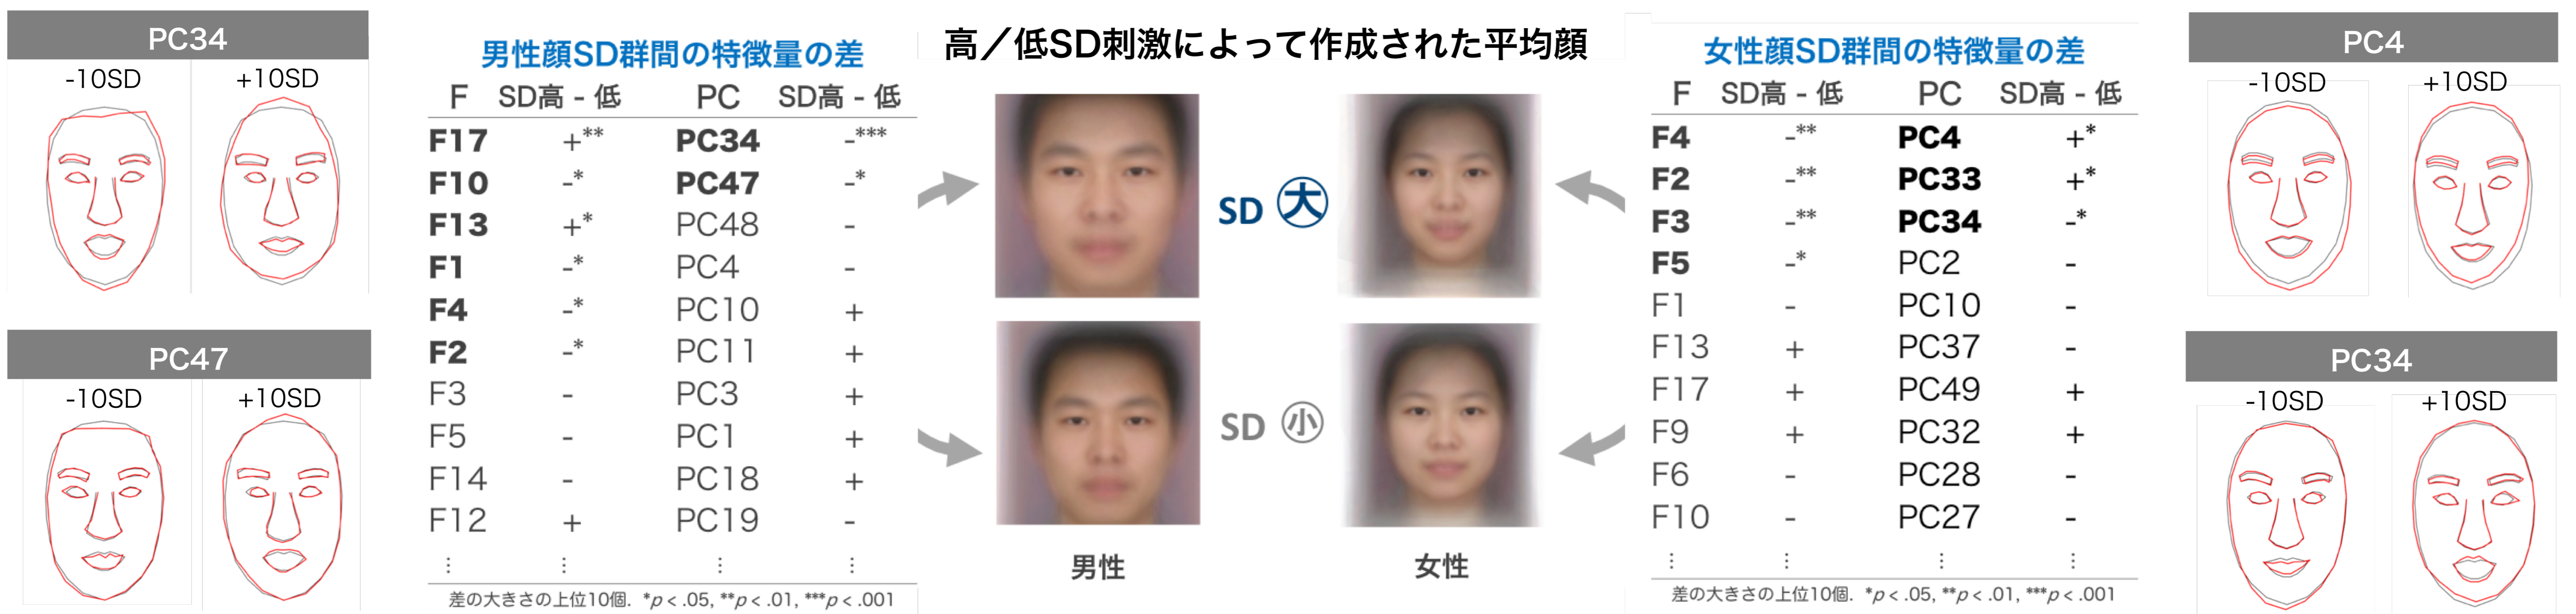 PC34
-10SD +10SD
PC47
-10SD +10SD
男性顔SD群間の特徴量の差
F SD高 - 低 PC SD高 - 低
F17 +** PC34 -***
F10 -* PC47 -*
F13 +* PC48 -
F1 -* PC4 -
F4 -* PC10 +
F2 -* PC11 +
F3 - PC3 +
F5 - PC1 +
F14 - PC18 +
F12 + PC19 -
⋮ ⋮ ⋮ ⋮
差の大きさの上位10個. *p < .05, **p < .01, ***p < .001
高／低SD刺激によって作成された平均顔
SD ㊤大
SD 小
男性 女性
女性顔SD群間の特徴量の差
F SD高 - 低 PC SD高 - 低
F4 -** PC4 +*
F2 -** PC33 +*
F3 -** PC34 -*
F5 -* PC2 -
F1 - PC10 -
F13 + PC37 -
F17 + PC49 +
F9 + PC32 +
F6 - PC28 -
F10 - PC27 -
⋮ ⋮ ⋮ ⋮
差の大きさの上位10個. *p < .05, **p < .01, ***p < .001
PC4
-10SD +10SD
PC34
-10SD +10SD